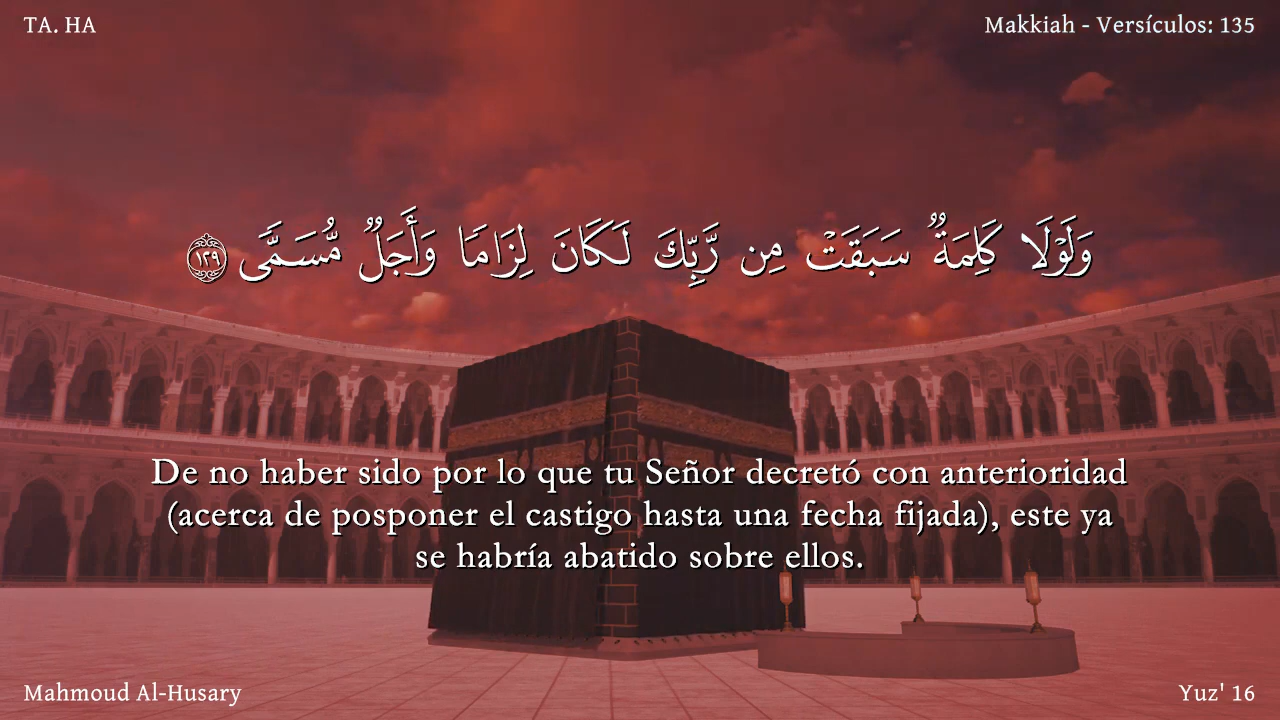 TA. HA
Makkiah - Versículos: 135
وَلَوْلَا كَلِمَةٌ سَبَقَتْ مِن رَّبِّكَ لَكَانَ لِزَامًا وَأَجَلٌ مُّسَمًّى ١٢٩
De no haber sido por lo que tu Señor decretó con anterioridad
(acerca de posponer el castigo hasta una fecha fijada), este ya
se habría abatido sobre ellos.
Mahmoud Al-Husary
Yuz' 16